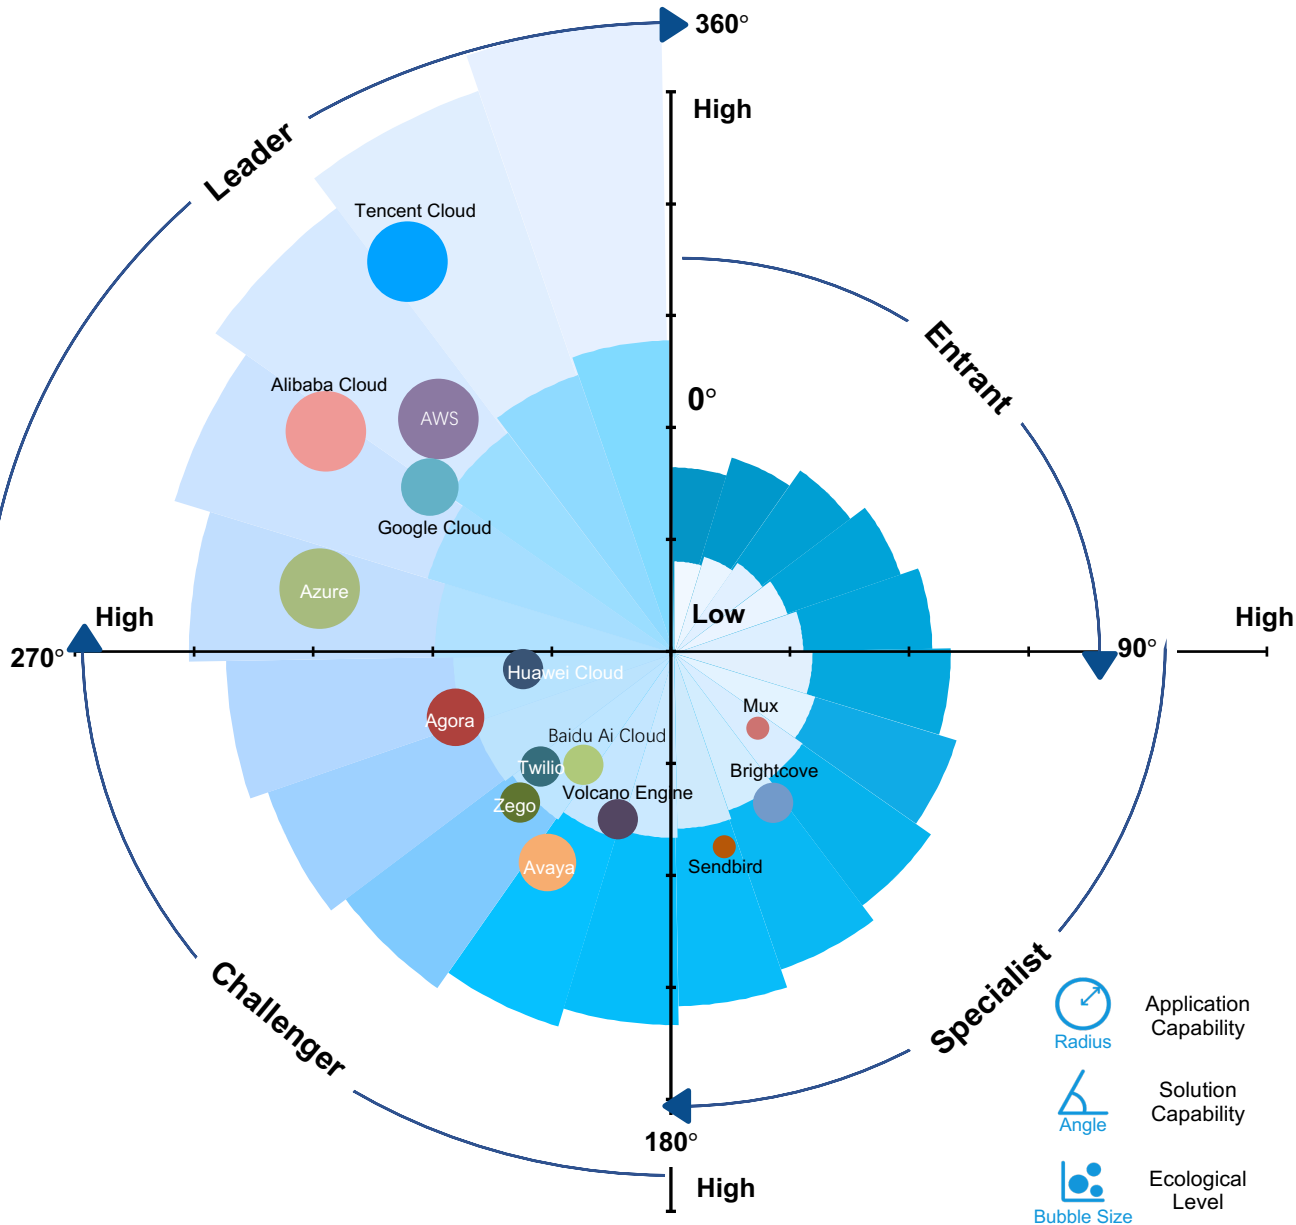 360°
High
Leader
Tencent Cloud
Entrant
Alibaba Cloud
0°
AWS
Google Cloud
Azure
High
Low
High
270°
90°
Huawei Cloud
Mux
Agora
Baidu Ai Cloud
Twilio
Brightcove
Volcano Engine
Zego
Avaya
Sendbird
Challenger
Specialist
Application
Capability
Radius
Solution
Capability
Angle
180°
High
Ecological
Level
Bubble Size